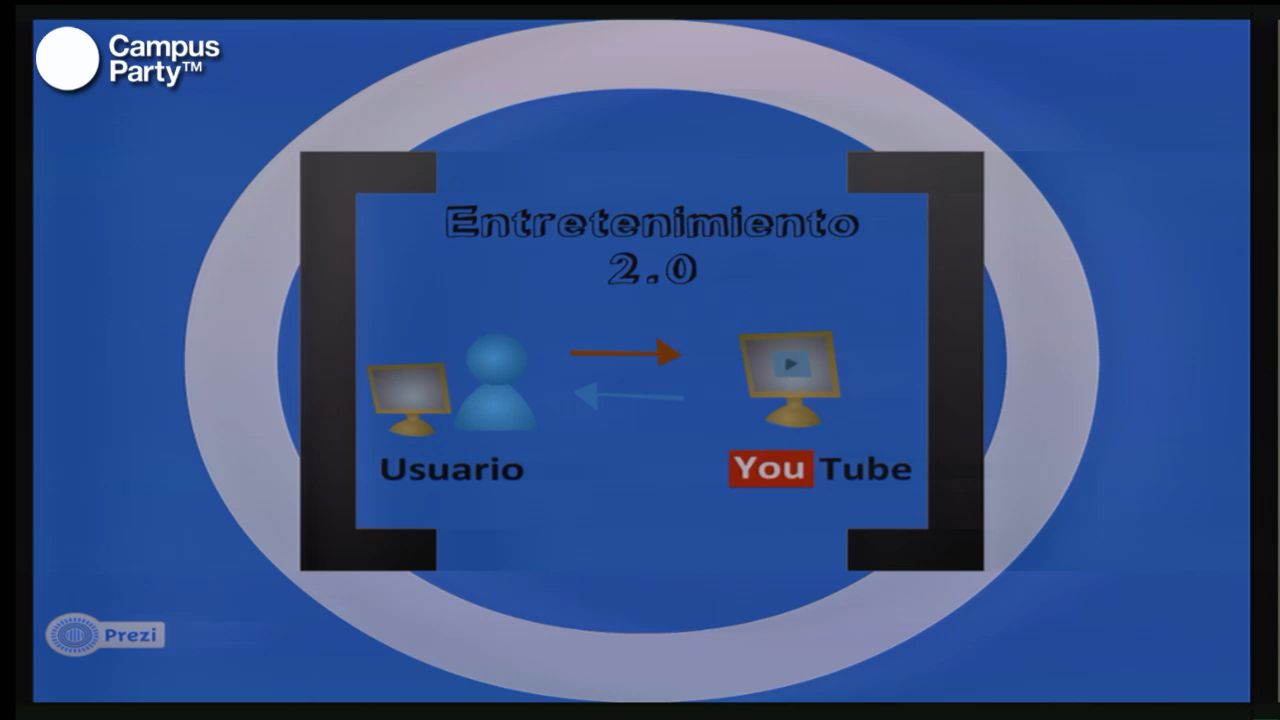 Campus
Party™
Entretenimiento
2.0
Usuario
You Tube
Prezi